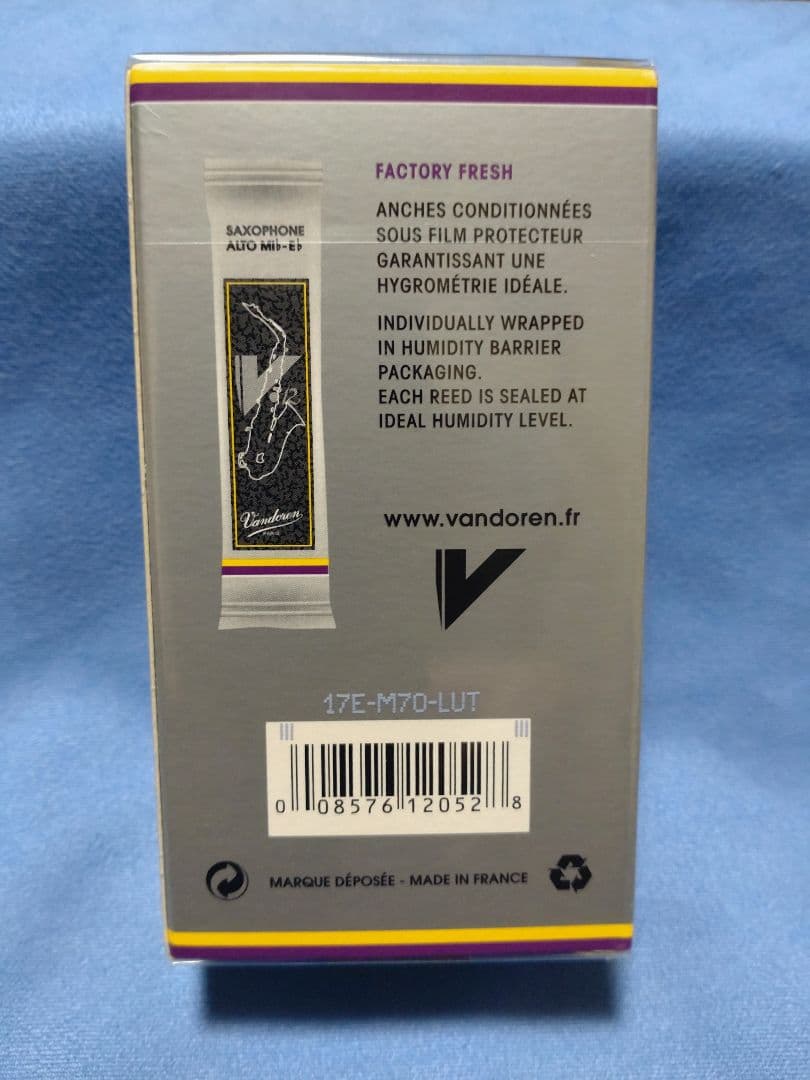 SAXOPHONE
ALTO MI♭-E♭
Vandoren
PARIS
FACTORY FRESH
ANCHES CONDITIONNÉES
SOUS FILM PROTECTEUR
GARANTISSANT UNE
HYGROMÉTRIE IDÉALE.
INDIVIDUALLY WRAPPED
IN HUMIDITY BARRIER
PACKAGING.
EACH REED IS SEALED AT
IDEAL HUMIDITY LEVEL.
www.vandoren.fr
17E-M70-LUT
0 08576 12052 8
MARQUE DÉPOSÉE - MADE IN FRANCE